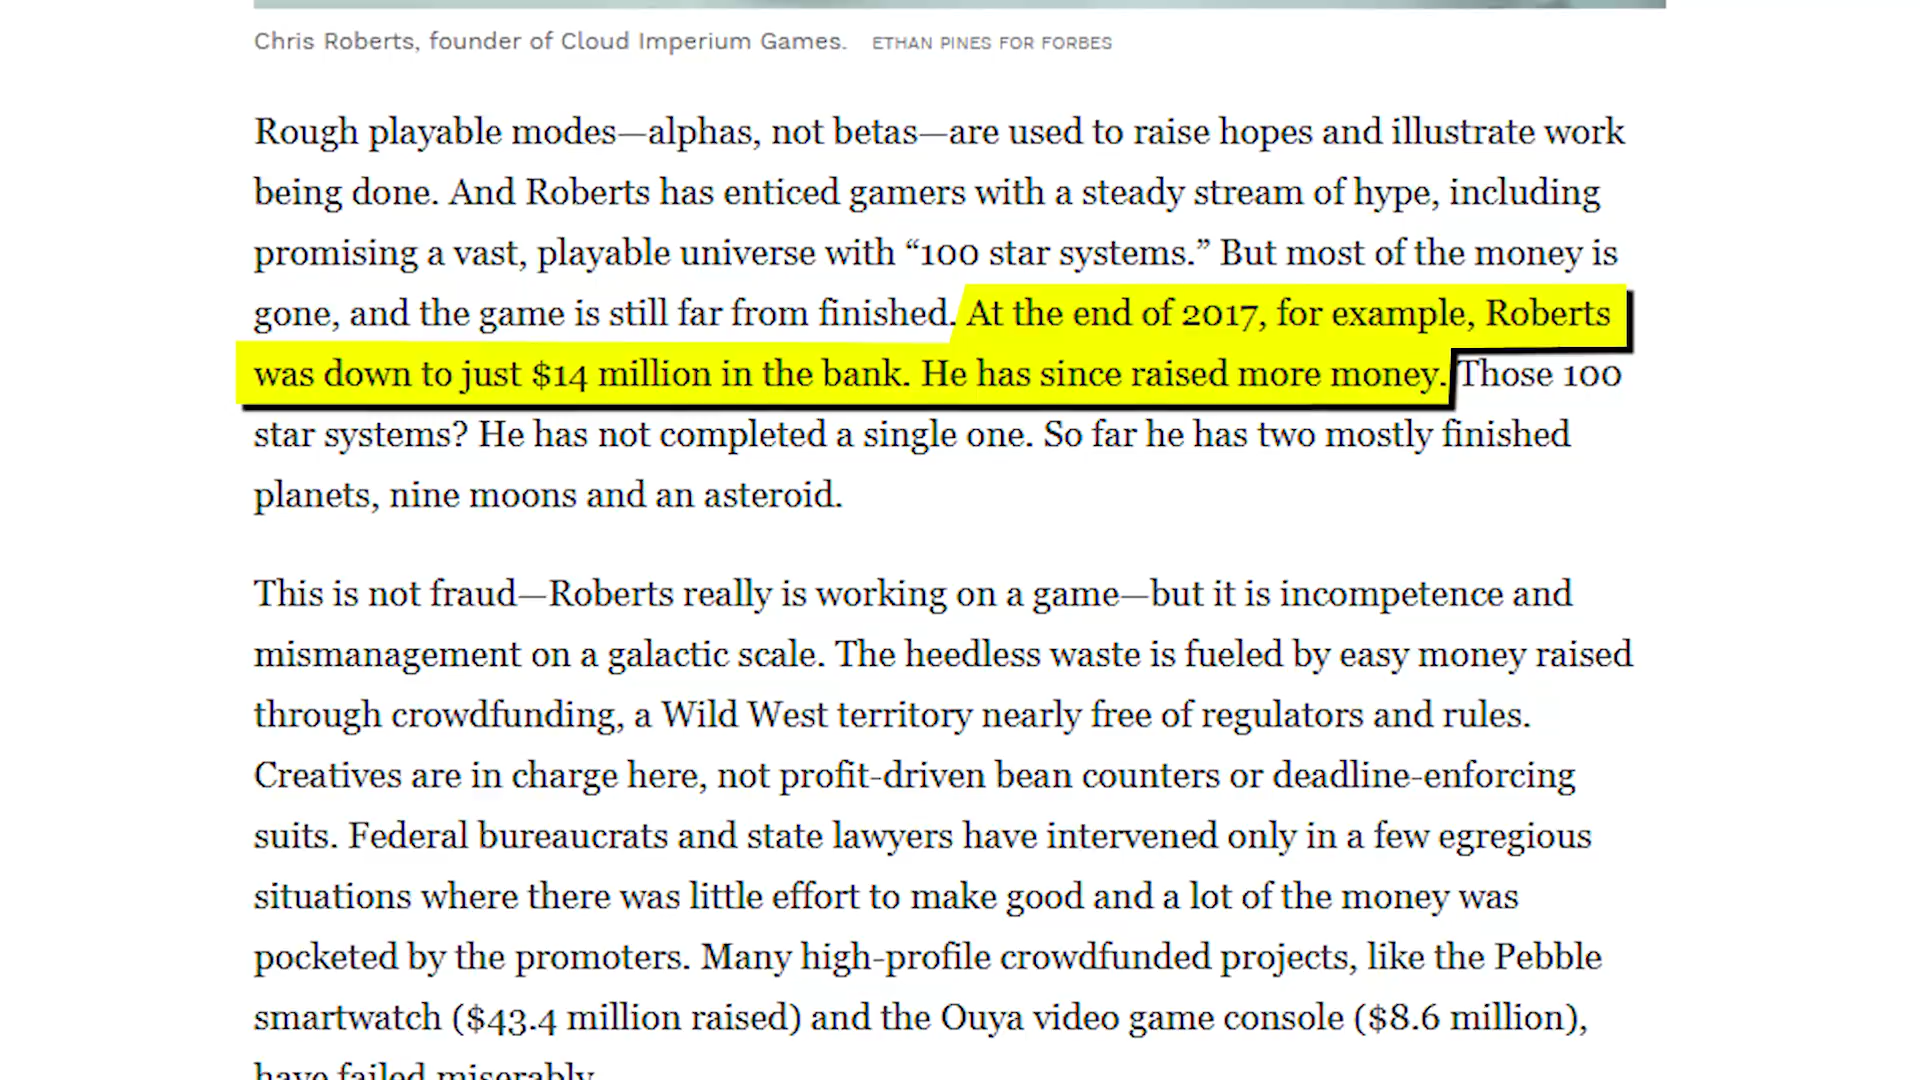 Chris Roberts, founder of Cloud Imperium Games. ETHAN PINES FOR FORBES
Rough playable modes—alphas, not betas—are used to raise hopes and illustrate work
being done. And Roberts has enticed gamers with a steady stream of hype, including
promising a vast, playable universe with “100 star systems.” But most of the money is
gone, and the game is still far from finished. At the end of 2017, for example, Roberts
was down to just $14 million in the bank. He has since raised more money. Those 100
star systems? He has not completed a single one. So far he has two mostly finished
planets, nine moons and an asteroid.
This is not fraud—Roberts really is working on a game—but it is incompetence and
mismanagement on a galactic scale. The heedless waste is fueled by easy money raised
through crowdfunding, a Wild West territory nearly free of regulators and rules.
Creatives are in charge here, not profit-driven bean counters or deadline-enforcing
suits. Federal bureaucrats and state lawyers have intervened only in a few egregious
situations where there was little effort to make good and a lot of the money was
pocketed by the promoters. Many high-profile crowdfunded projects, like the Pebble
smartwatch ($43.4 million raised) and the Ouya video game console ($8.6 million),
have failed miserably